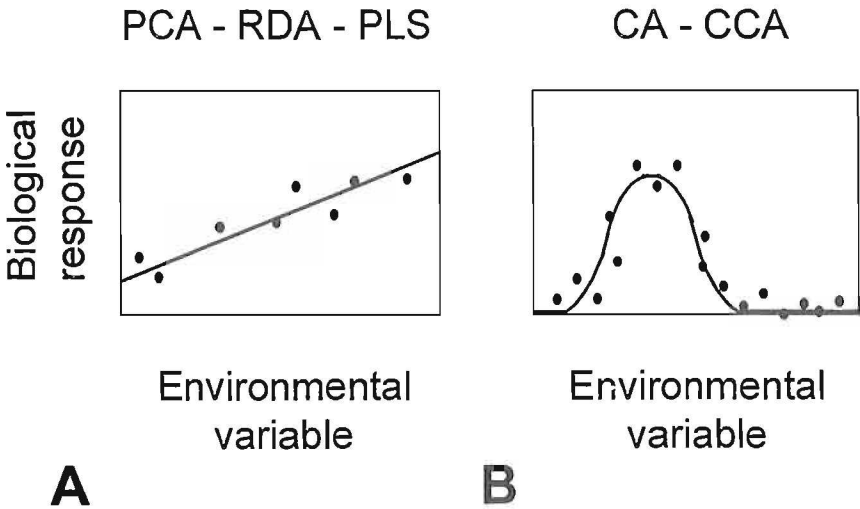 PCA - RDA - PLS
CA - CCA
Biological
response
Environmental
variable
Environmental
variable
A
B